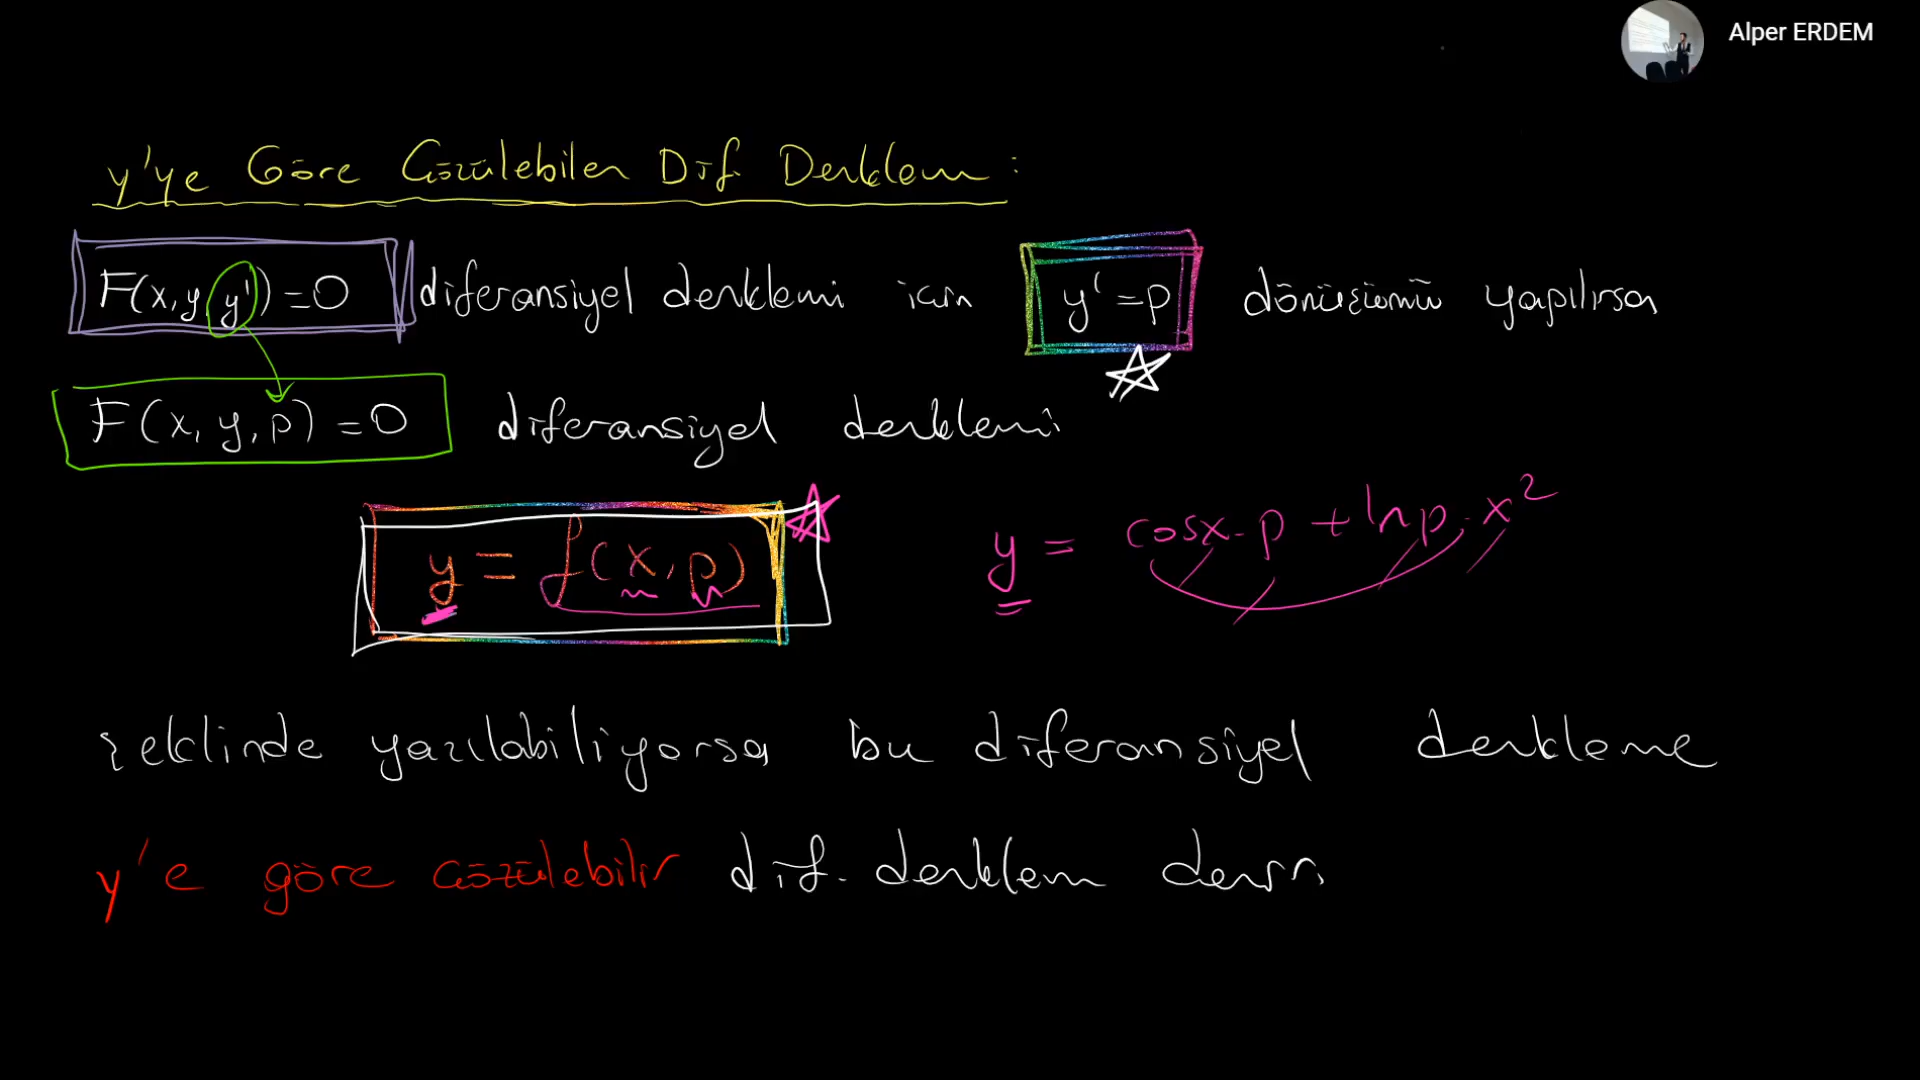 Alper ERDEM
y'ye Göre Çözülebilen Dif. Denklem:
F(x, y, y') = 0 diferansiyel denklemi için y' = p dönüşümü yapılırsa
F(x, y, p) = 0 diferansiyel denklemi
y = f(x, p) y = cosx.p + lnp.x²
şeklinde yazılabiliyorsa bu diferansiyel denkleme
y'e göre çözülebilir dif. denklem denir.